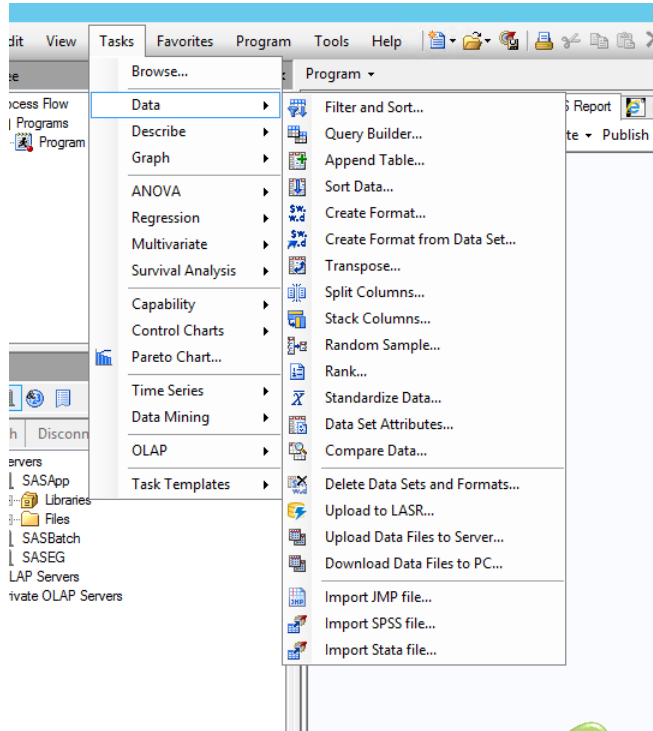 dit View Tasks Favorites Program Tools Help
ee
Program
ocess Flow
Programs
Program
s Report
te Publish
Browse...
Data
Describe
Graph
ANOVA
Regression
Multivariate
Survival Analysis
Capability
Control Charts
Pareto Chart...
Time Series
Data Mining
OLAP
Task Templates
Filter and Sort...
Query Builder...
Append Table...
Sort Data...
Create Format...
Create Format from Data Set...
Transpose...
Split Columns...
Stack Columns...
Random Sample...
Rank...
Standardize Data...
Data Set Attributes...
Compare Data...
Delete Data Sets and Formats...
Upload to LASR...
Upload Data Files to Server...
Download Data Files to PC...
Import JMP file...
Import SPSS file...
Import Stata file...
h Disconn
ervers
SASApp
Libraries
Files
SASBatch
SASEG
LAP Servers
rivate OLAP Servers